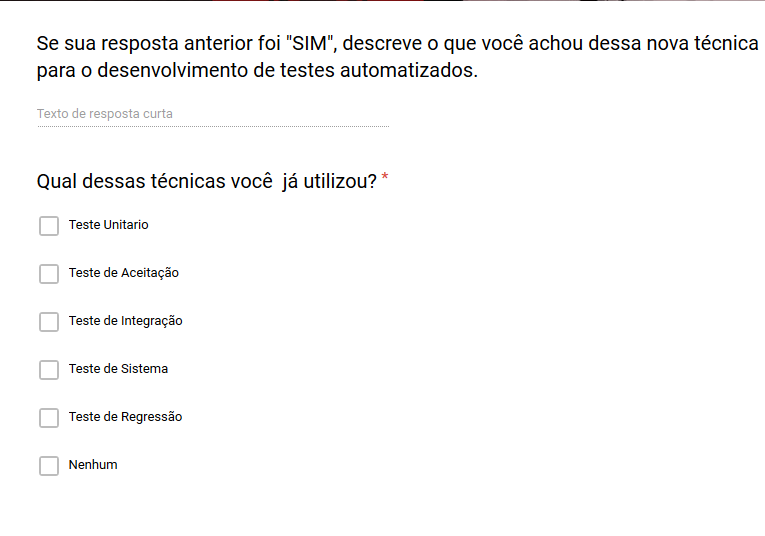 Se sua resposta anterior foi "SIM", descreve o que você achou dessa nova técnica
para o desenvolvimento de testes automatizados.
Texto de resposta curta
Qual dessas técnicas você  já utilizou? *
Teste Unitario
Teste de Aceitação
Teste de Integração
Teste de Sistema
Teste de Regressão
Nenhum